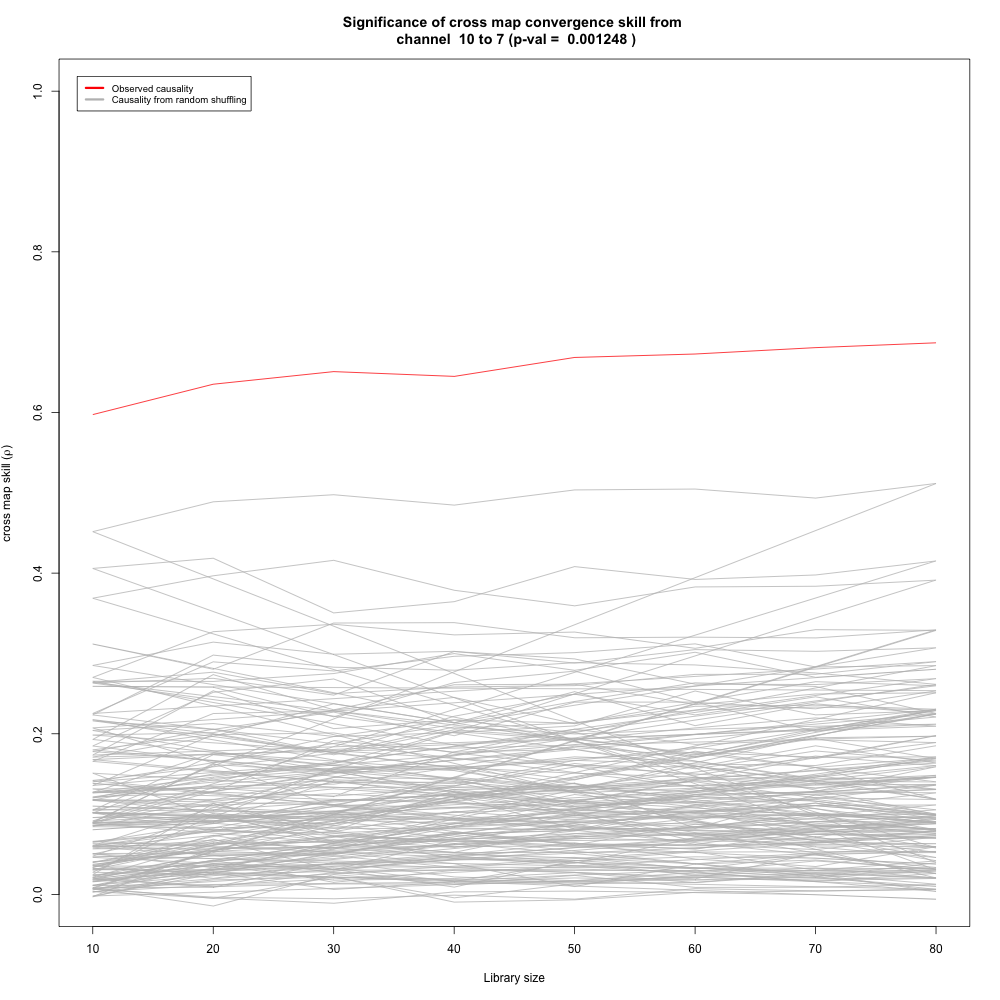 Significance of cross map convergence skill from
channel  10 to 7 (p-val =  0.001248 )
Observed causality
Causality from random shuffling
cross map skill (ρ)
1.0
0.8
0.6
0.4
0.2
0.0
10 20 30 40 50 60 70 80
Library size